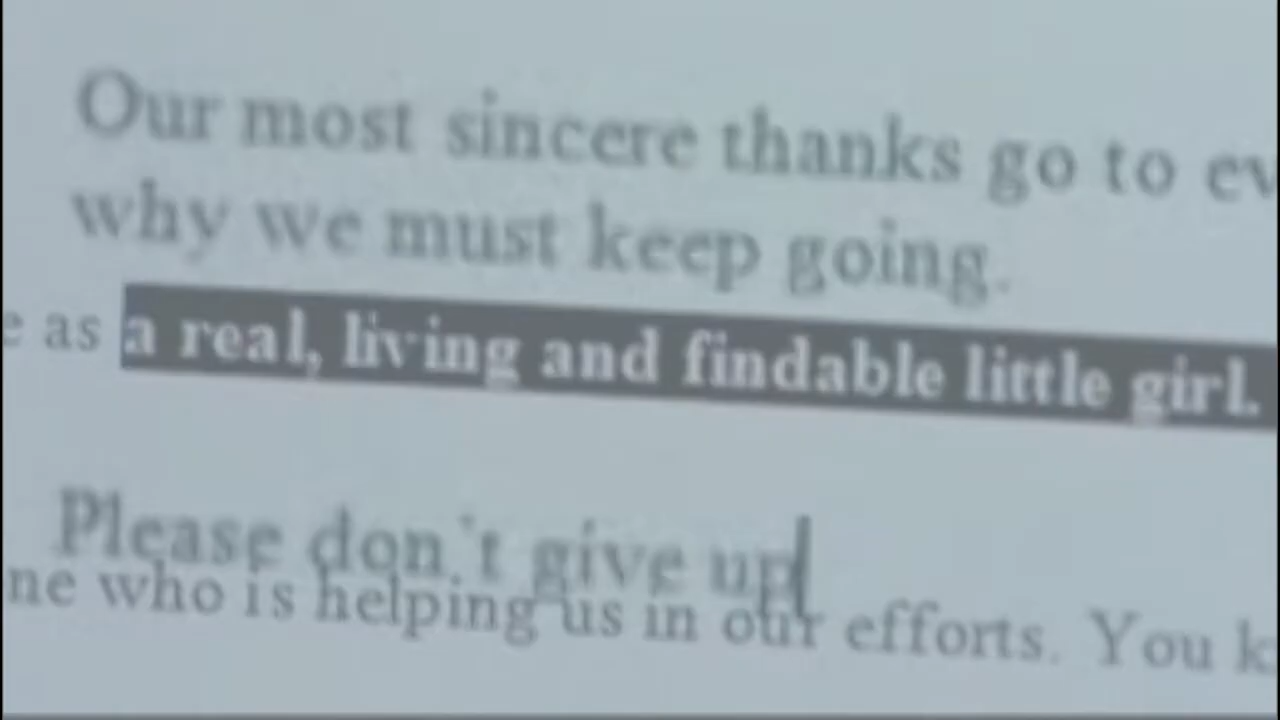 Our most sincere thanks go to ev
why we must keep going.
e as a real, living and findable little girl.
Please don't give up
ne who is helping us in our efforts. You k